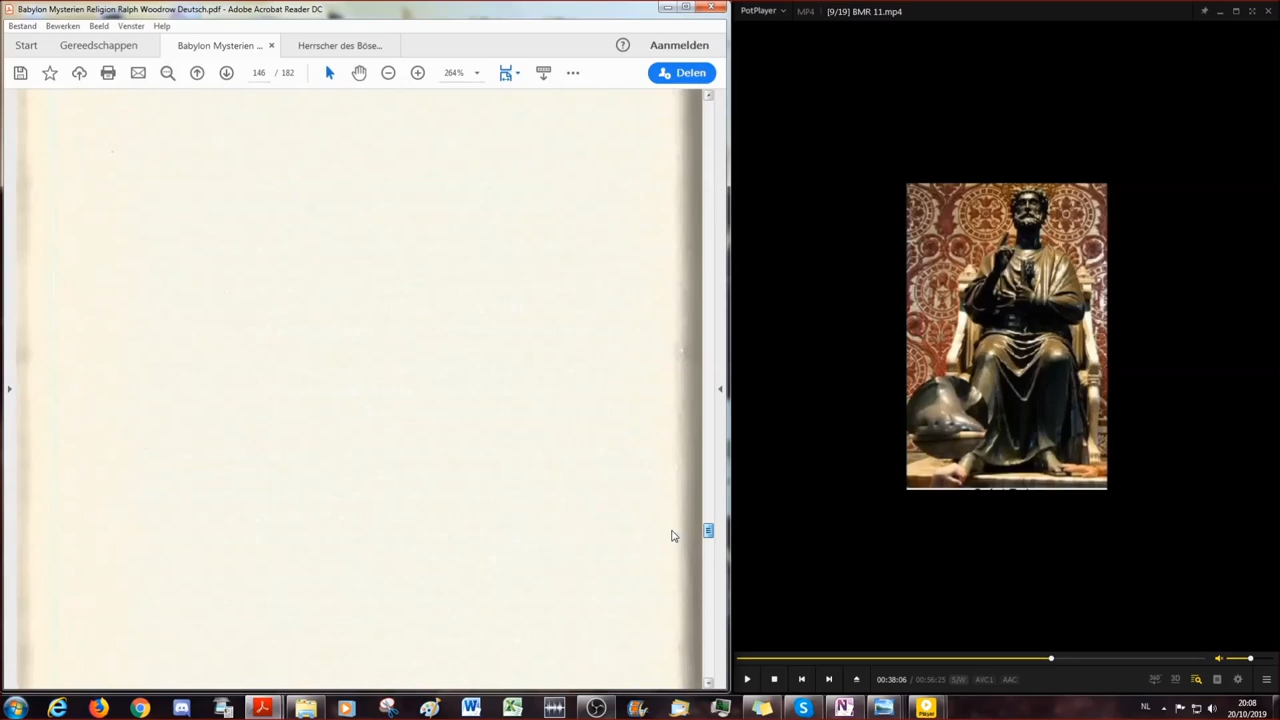 Babylon Mysterien Religion Ralph Woodrow Deutsch.pdf - Adobe Acrobat Reader DC
Bestand Bewerken Beeld Venster Help
Start Gereedschappen Babylon Mysterien ... × Herrscher des Böse... ? Aanmelden
146 / 182 264% Delen
PotPlayer MP4 [9/19] BMR 11.mp4
00:38:06 / 00:56:25 S/W AVC1 AAC
3D
NL 20:08
20/10/2019